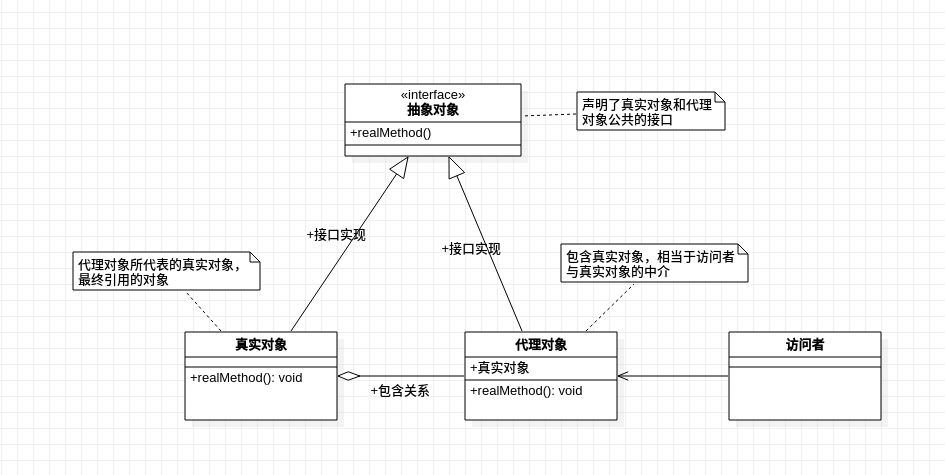 «interface»
抽象对象
+realMethod()
声明了真实对象和代理
对象公共的接口
+接口实现
+接口实现
代理对象所代表的真实对象，
最终引用的对象
包含真实对象，相当于访问者
与真实对象的中介
真实对象
+realMethod(): void
+包含关系
代理对象
+真实对象
+realMethod(): void
访问者